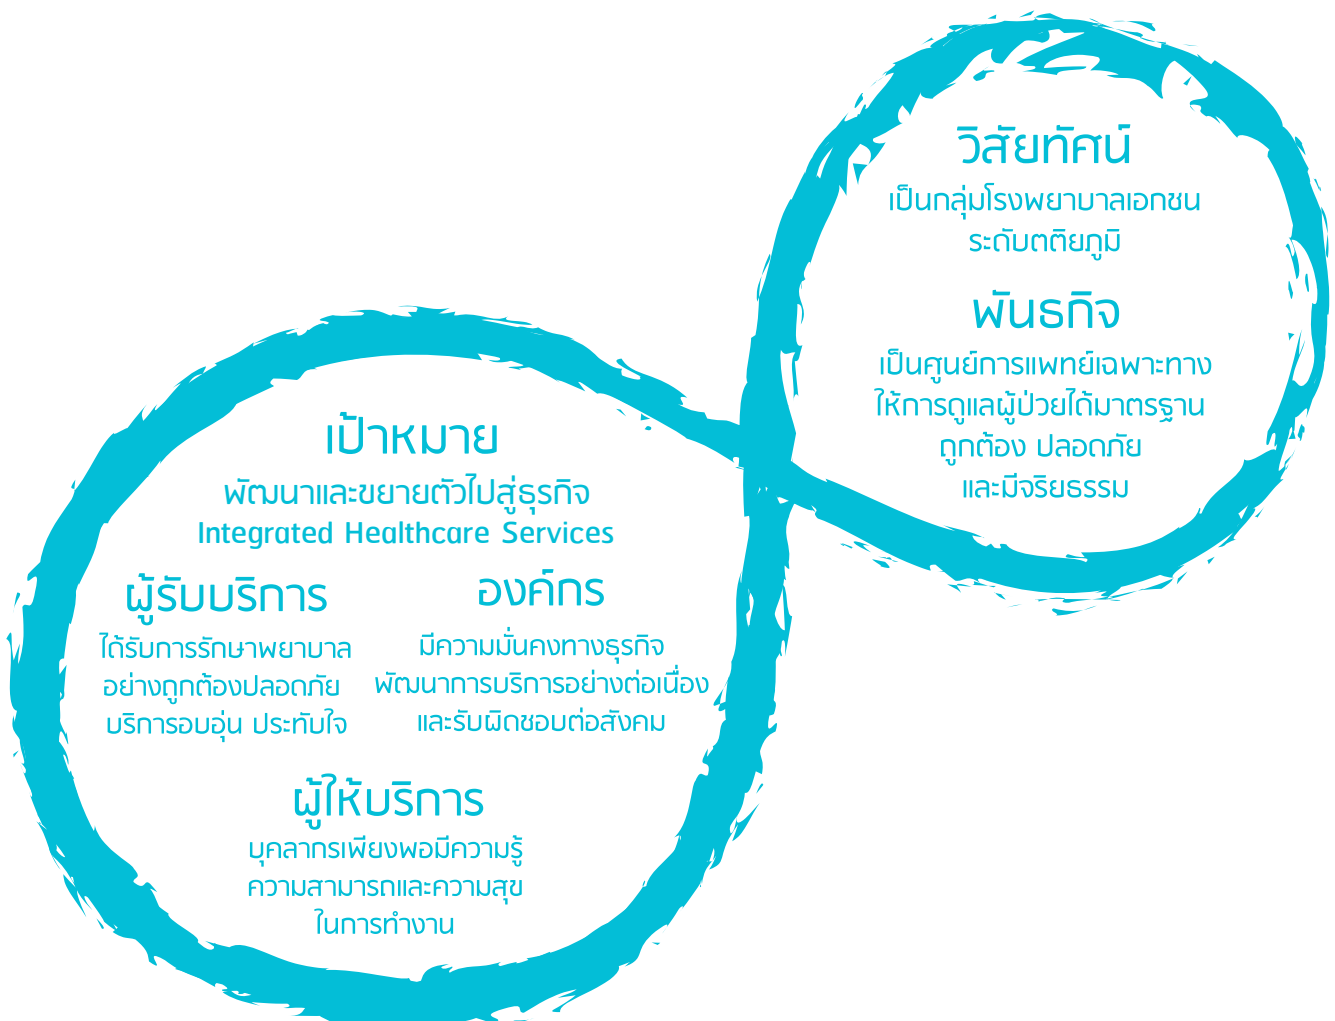 วิสัยทัศน์
เป็นกลุ่มโรงพยาบาลเอกชน
ระดับตติยภูมิ
พันธกิจ
เป็นศูนย์การแพทย์เฉพาะทาง
ให้การดูแลผู้ป่วยได้มาตรฐาน
ถูกต้อง ปลอดภัย
และมีจริยธรรม
เป้าหมาย
พัฒนาและขยายตัวไปสู่ธุรกิจ
Integrated Healthcare Services
ผู้รับบริการ
ได้รับการรักษาพยาบาล
อย่างถูกต้องปลอดภัย
บริการอบอุ่น ประทับใจ
องค์กร
มีความมั่นคงทางธุรกิจ
พัฒนาการบริการอย่างต่อเนื่อง
และรับผิดชอบต่อสังคม
ผู้ให้บริการ
บุคลากรเพียงพอมีความรู้
ความสามารถและความสุข
ในการทำงาน